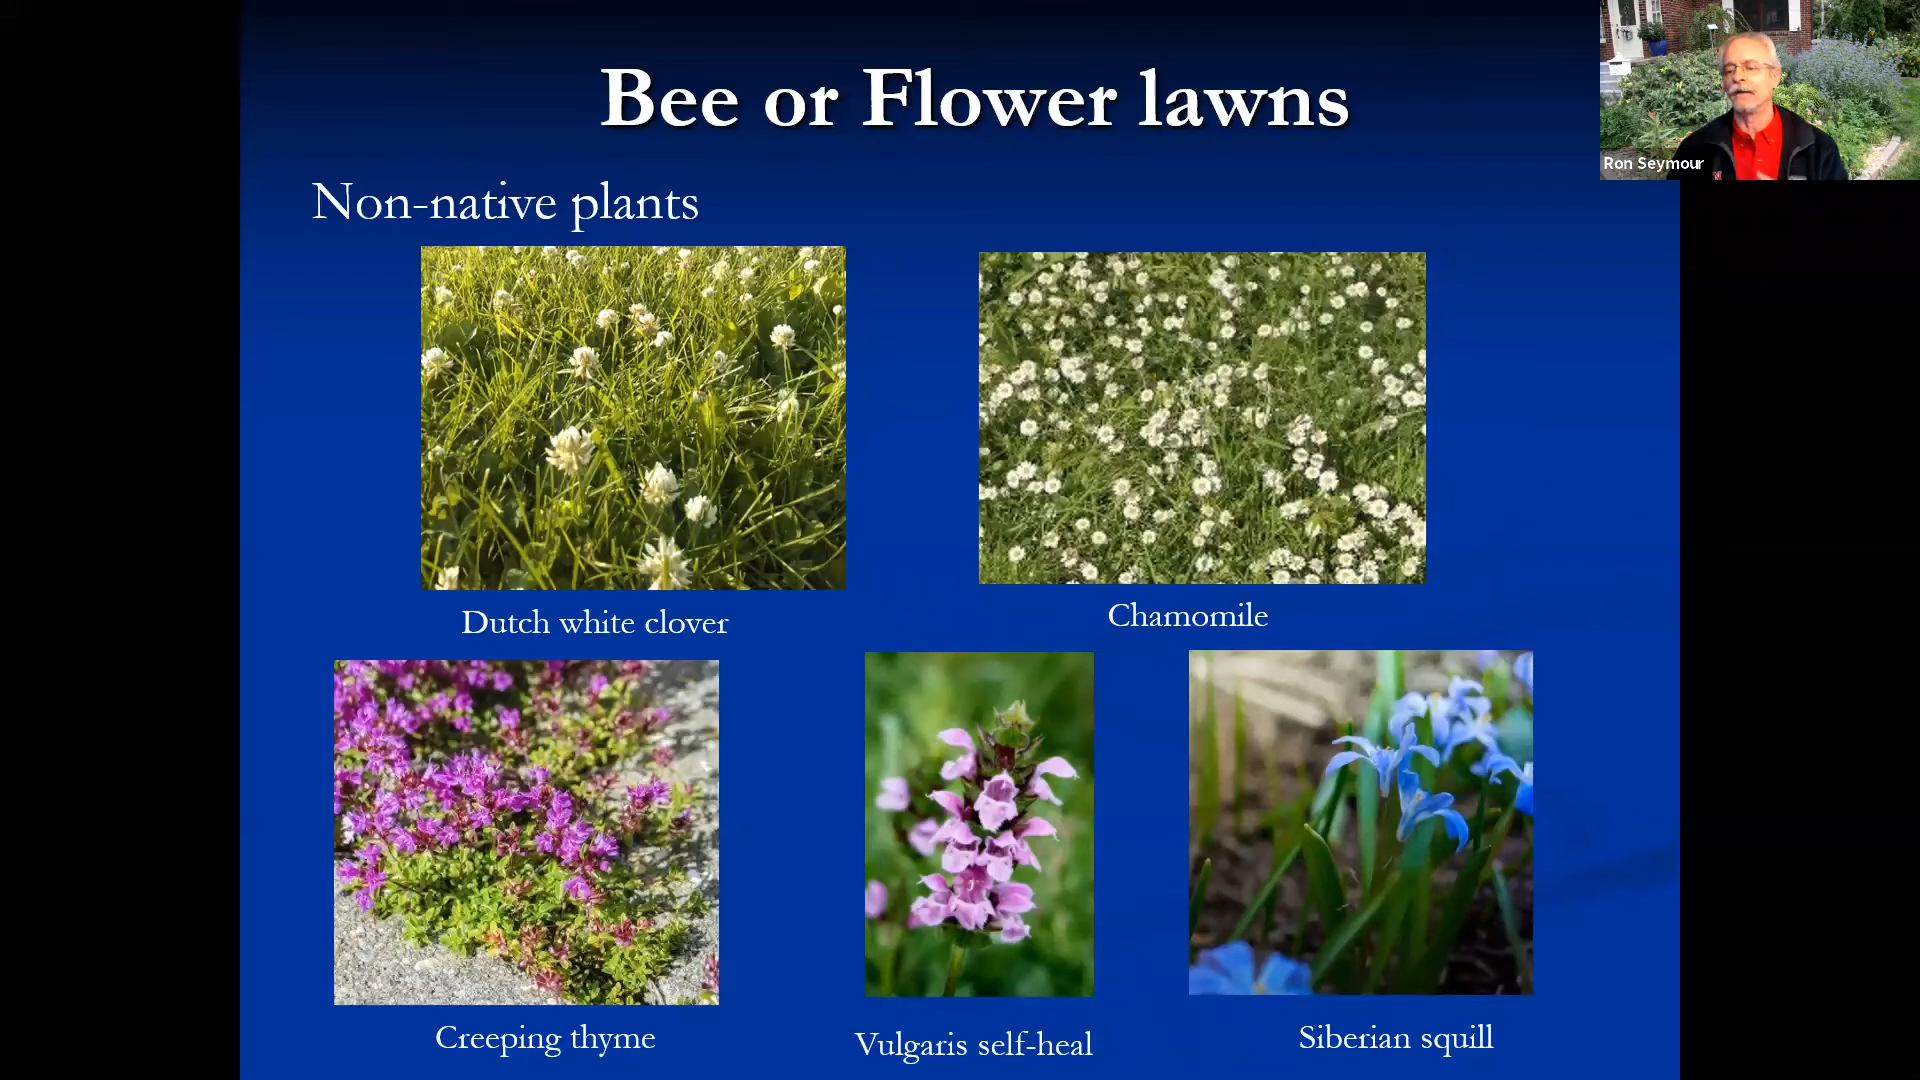 Bee or Flower lawns
Ron Seymour
Non-native plants
Dutch white clover
Chamomile
Creeping thyme
Vulgaris self-heal
Siberian squill